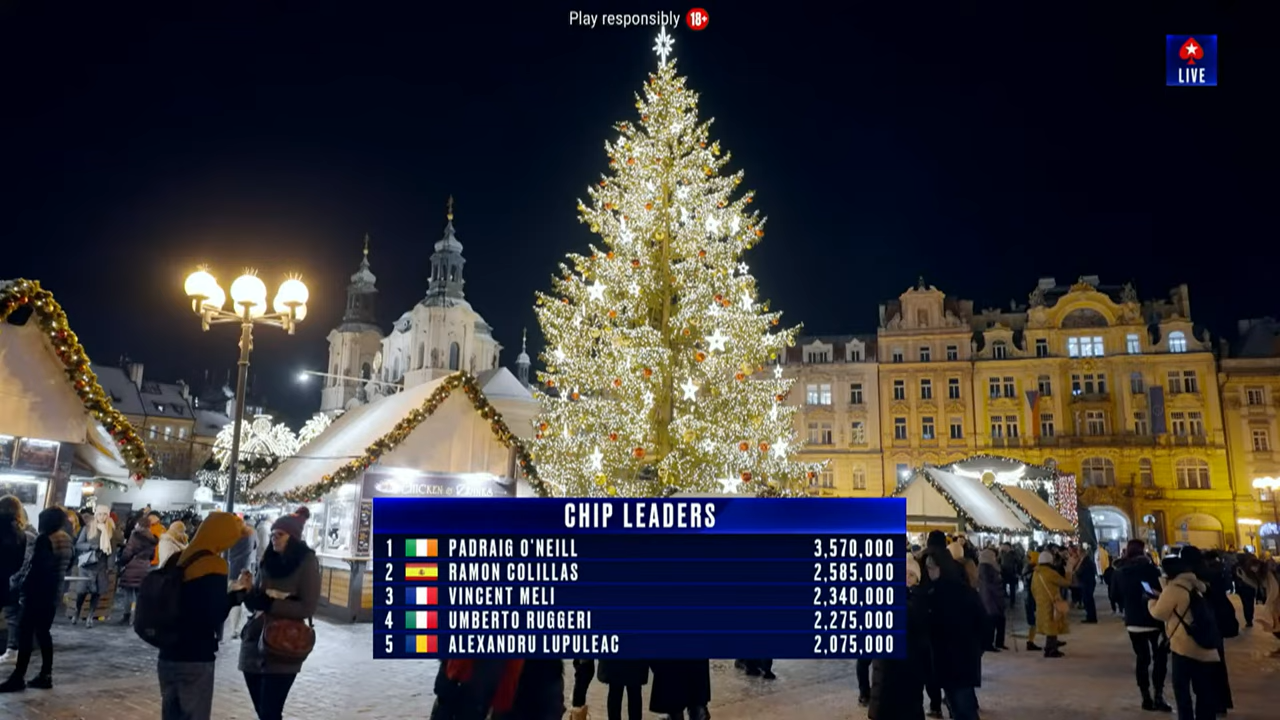 Play responsibly 18+
LIVE
CHICKEN &
CHIP LEADERS
1 PADRAIG O'NEILL 3,570,000
2 RAMON COLILLAS 2,585,000
3 VINCENT MELI 2,340,000
4 UMBERTO RUGGERI 2,275,000
5 ALEXANDRU LUPULEAC 2,075,000